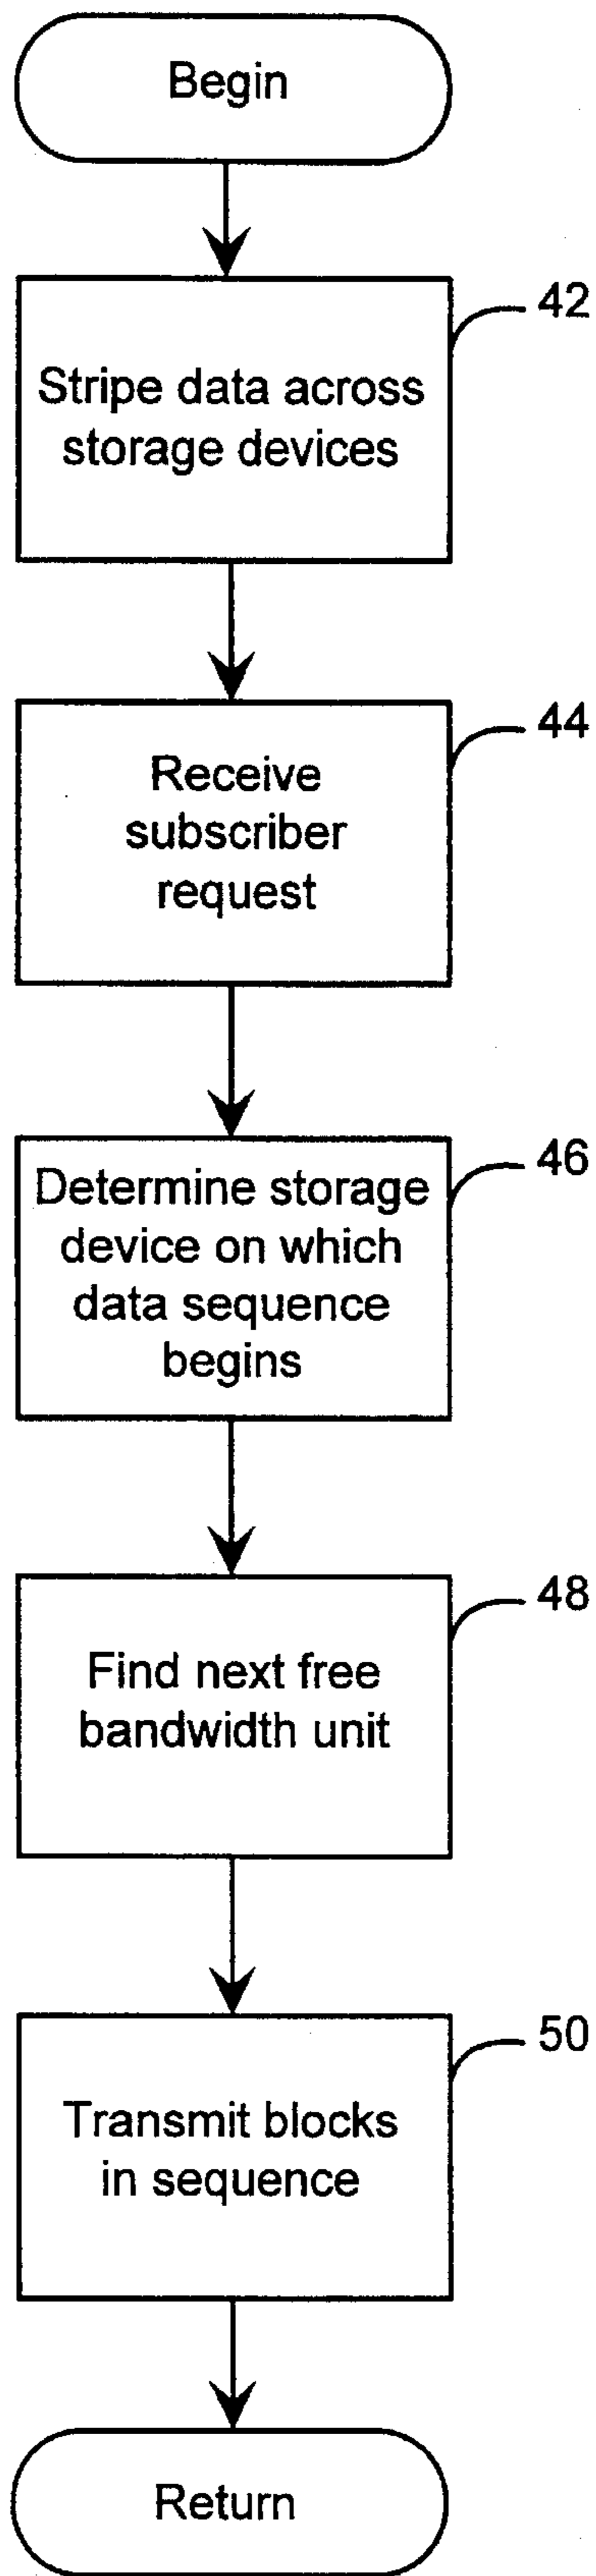 Begin
42
Stripe data across
storage devices
44
Receive
subscriber
request
46
Determine storage
device on which
data sequence
begins
48
Find next free
bandwidth unit
50
Transmit blocks
in sequence
Return